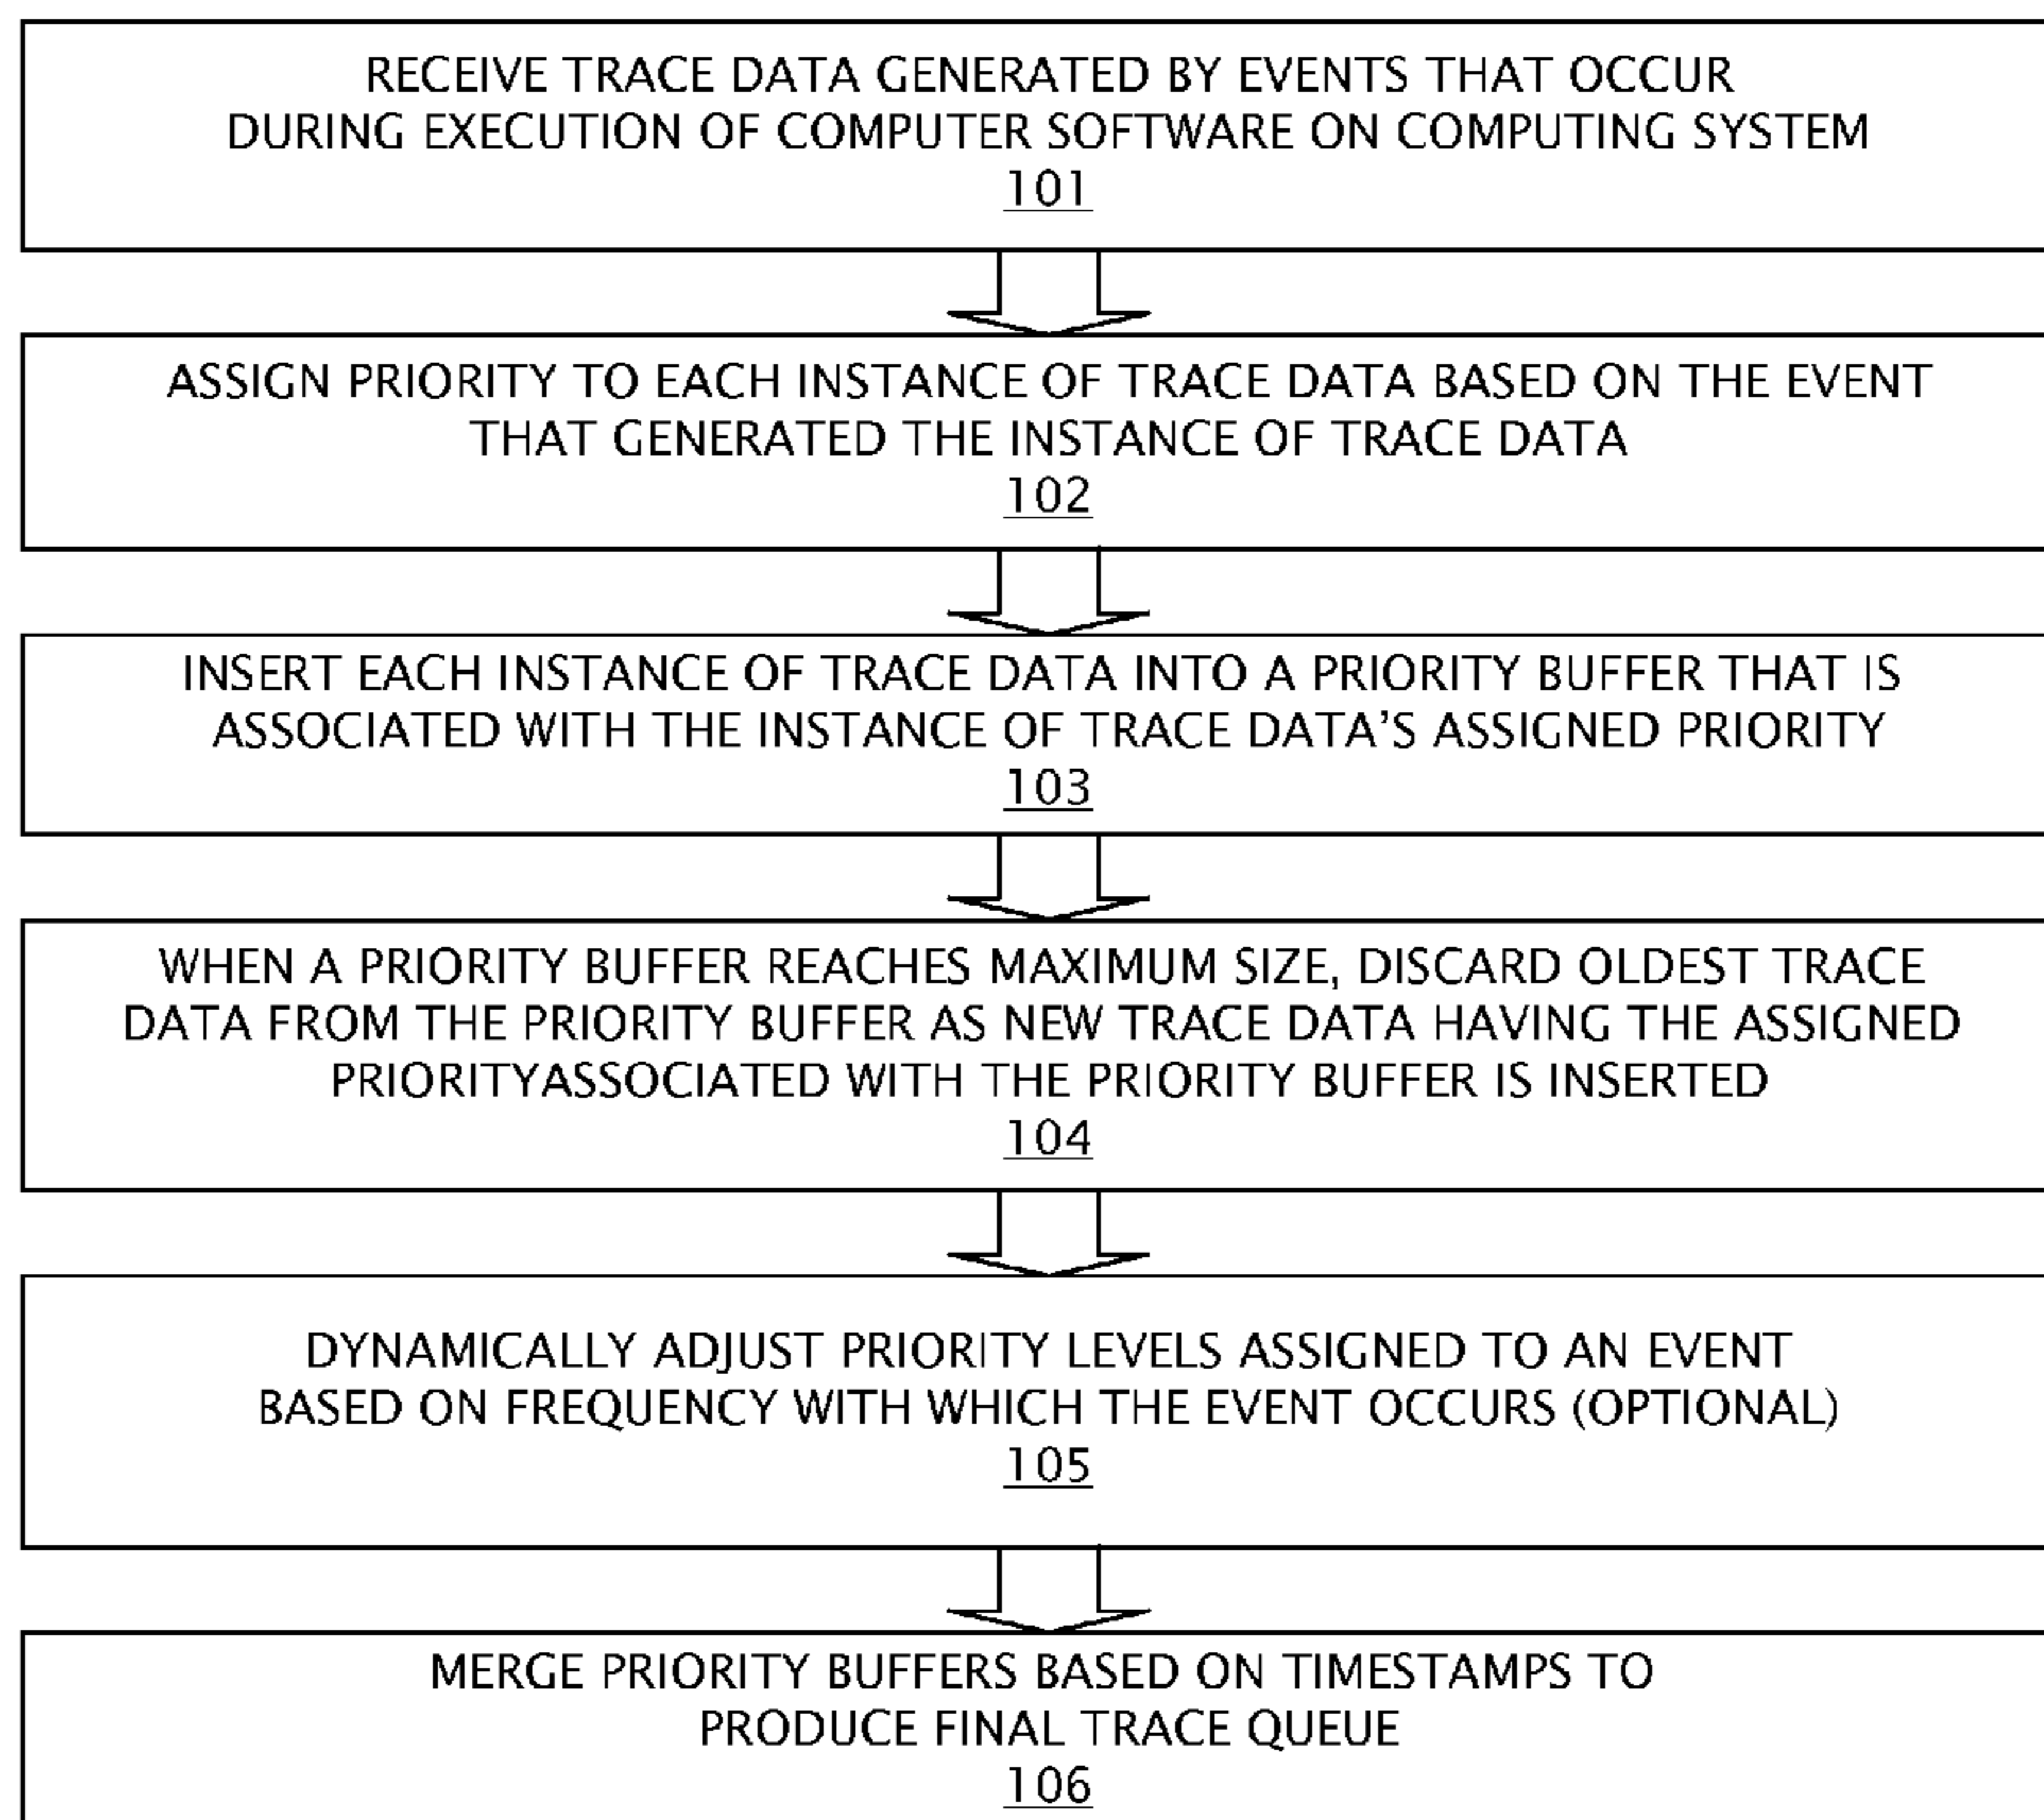 RECEIVE TRACE DATA GENERATED BY EVENTS THAT OCCUR
DURING EXECUTION OF COMPUTER SOFTWARE ON COMPUTING SYSTEM
101
ASSIGN PRIORITY TO EACH INSTANCE OF TRACE DATA BASED ON THE EVENT
THAT GENERATED THE INSTANCE OF TRACE DATA
102
INSERT EACH INSTANCE OF TRACE DATA INTO A PRIORITY BUFFER THAT IS
ASSOCIATED WITH THE INSTANCE OF TRACE DATA’S ASSIGNED PRIORITY
103
WHEN A PRIORITY BUFFER REACHES MAXIMUM SIZE, DISCARD OLDEST TRACE
DATA FROM THE PRIORITY BUFFER AS NEW TRACE DATA HAVING THE ASSIGNED
PRIORITYASSOCIATED WITH THE PRIORITY BUFFER IS INSERTED
104
DYNAMICALLY ADJUST PRIORITY LEVELS ASSIGNED TO AN EVENT
BASED ON FREQUENCY WITH WHICH THE EVENT OCCURS (OPTIONAL)
105
MERGE PRIORITY BUFFERS BASED ON TIMESTAMPS TO
PRODUCE FINAL TRACE QUEUE
106